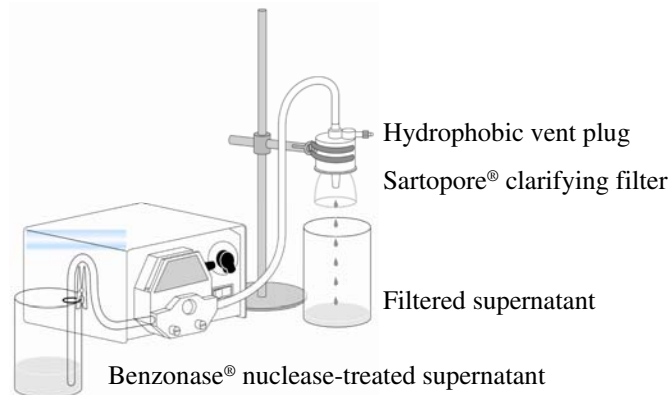 Hydrophobic vent plug
Sartopore® clarifying filter
Filtered supernatant
Benzonase® nuclease-treated supernatant